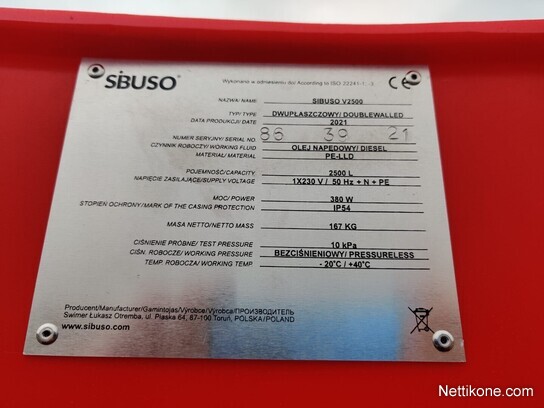 SIBUSO®
Wykonano w odniesieniu do/ According to ISO 22241-1
CE
NAZWA/ NAME SIBUSO V2500
TYP/ TYPE DWUPŁASZCZOWY/ DOUBLEWALLED
DATA PRODUKCJI/ DATE 2021
NUMER SERYJNY/ SERIAL NO. 86 30 21
CZYNNIK ROBOCZY/ WORKING FLUID OLEJ NAPĘDOWY/ DIESEL
MATERIAŁ/ MATERIAL PE-LLD
POJEMNOŚĆ/CAPACITY 2500 L
NAPIĘCIE ZASILAJĄCE/SUPPLY VOLTAGE 1X230 V / 50 Hz + N + PE
MOC/ POWER 380 W
STOPIEŃ OCHRONY/MARK OF THE CASING PROTECTION IP54
MASA NETTO/NETTO MASS 167 KG
CIŚNIENIE PRÓBNE/ TEST PRESSURE 10 kPa
CIŚN. ROBOCZE/ WORKING PRESSURE BEZCIŚNIENIOWY/ PRESSURELESS
TEMP. ROBOCZA/ WORKING TEMP - 20°C / +40°C
Producent/Manufacturer/Gamintojas/Výrobce/Výrobca/ПРОИЗВОДИТЕЛЬ
Swimer Łukasz Otremba, ul. Płaska 64, 87-100 Toruń, POLSKA/POLAND
www.sibuso.com
Nettikone.com